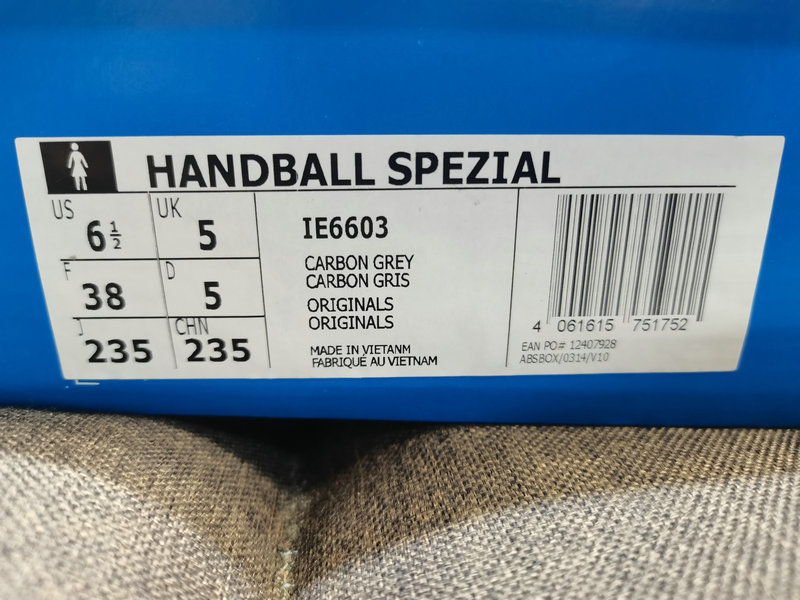 HANDBALL SPEZIAL
US 6½ UK 5
F 38 D 5
J 235 CHN 235
IE6603
CARBON GREY
CARBON GRIS
ORIGINALS
ORIGINALS
MADE IN VIETANM
FABRIQUÉ AU VIETNAM
4 061615 751752
EAN PO# 12407928
ABSBOX/0314/V10